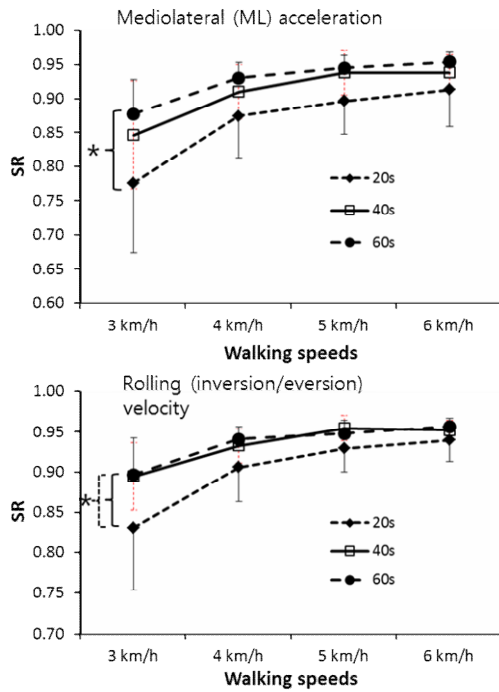 Mediolateral (ML) acceleration
1.00
0.95
0.90
0.85
0.80
0.75
0.70
0.65
0.60
SR
*
20s
40s
60s
3 km/h 4 km/h 5 km/h 6 km/h
Walking speeds
Rolling (inversion/eversion)
velocity
1.00
0.95
0.90
0.85
0.80
0.75
0.70
SR
*
20s
40s
60s
3 km/h 4 km/h 5 km/h 6 km/h
Walking speeds